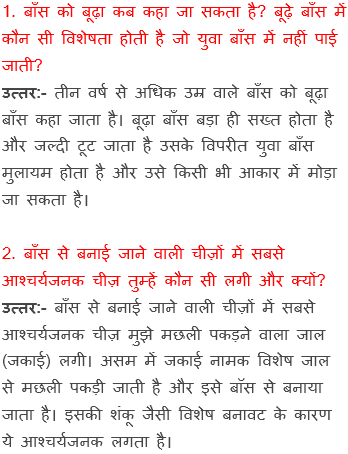 1. बाँस को बूढ़ा कब कहा जा सकता है? बूढ़े बाँस में
कौन सी विशेषता होती है जो युवा बाँस में नहीं पाई
जाती?
उत्तर:- तीन वर्ष से अधिक उम्र वाले बाँस को बूढ़ा
बाँस कहा जाता है। बूढ़ा बाँस बड़ा ही सख्त होता है
और जल्दी टूट जाता है उसके विपरीत युवा बाँस
मुलायम होता है और उसे किसी भी आकार में मोड़ा
जा सकता है।
2. बाँस से बनाई जाने वाली चीज़ों में सबसे
आश्चर्यजनक चीज़ तुम्हें कौन सी लगी और क्यों?
उत्तर:- बाँस से बनाई जाने वाली चीज़ों में सबसे
आश्चर्यजनक चीज़ मुझे मछली पकड़ने वाला जाल
(जकाई) लगी। असम में जकाई नामक विशेष जाल
से मछली पकड़ी जाती है और इसे बाँस से बनाया
जाता है। इसकी शंकू जैसी विशेष बनावट के कारण
ये आश्चर्यजनक लगता है।